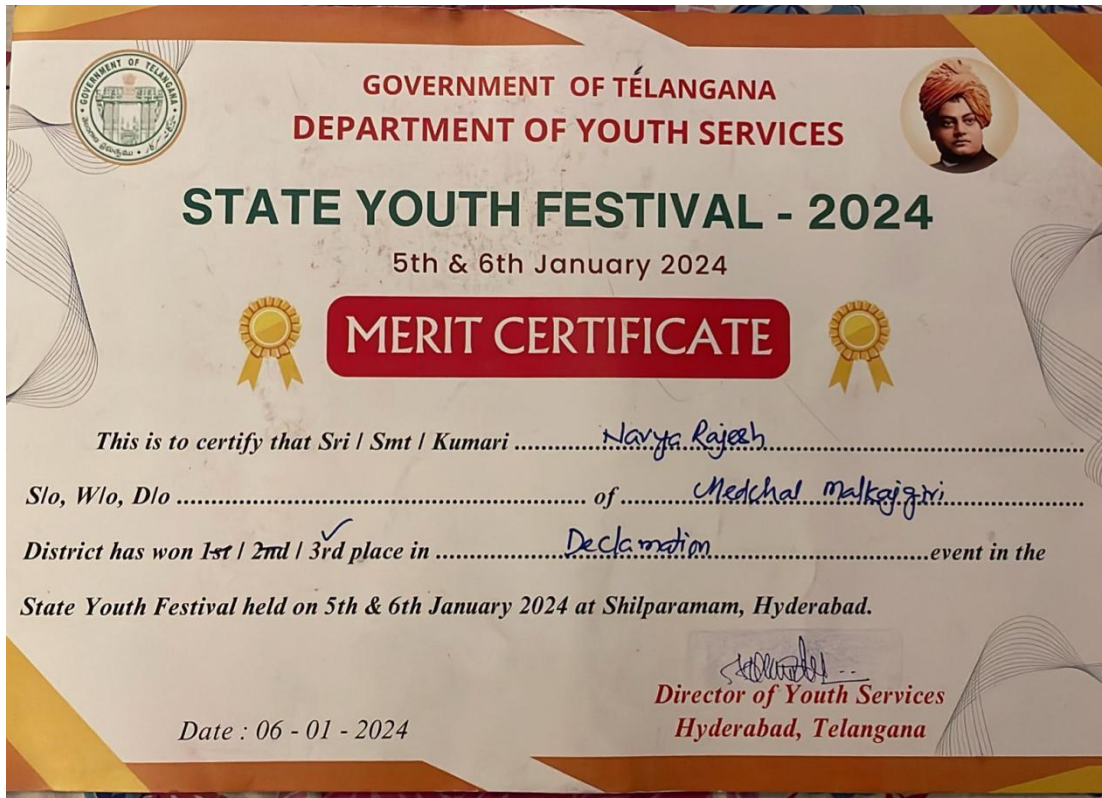 GOVERNMENT OF TELANGANA
GOVERNMENT OF TELANGANA
DEPARTMENT OF YOUTH SERVICES
STATE YOUTH FESTIVAL - 2024
5th & 6th January 2024
MERIT CERTIFICATE
This is to certify that Sri / Smt / Kumari ........ Navya Rajesh ........
S/o, W/o, D/o ................ of ........ Medchal Malkajgiri ........
District has won 1st / 2nd / 3rd place in ........ Declamation ........ event in the
State Youth Festival held on 5th & 6th January 2024 at Shilparamam, Hyderabad.
Director of Youth Services
Hyderabad, Telangana
Date : 06 - 01 - 2024